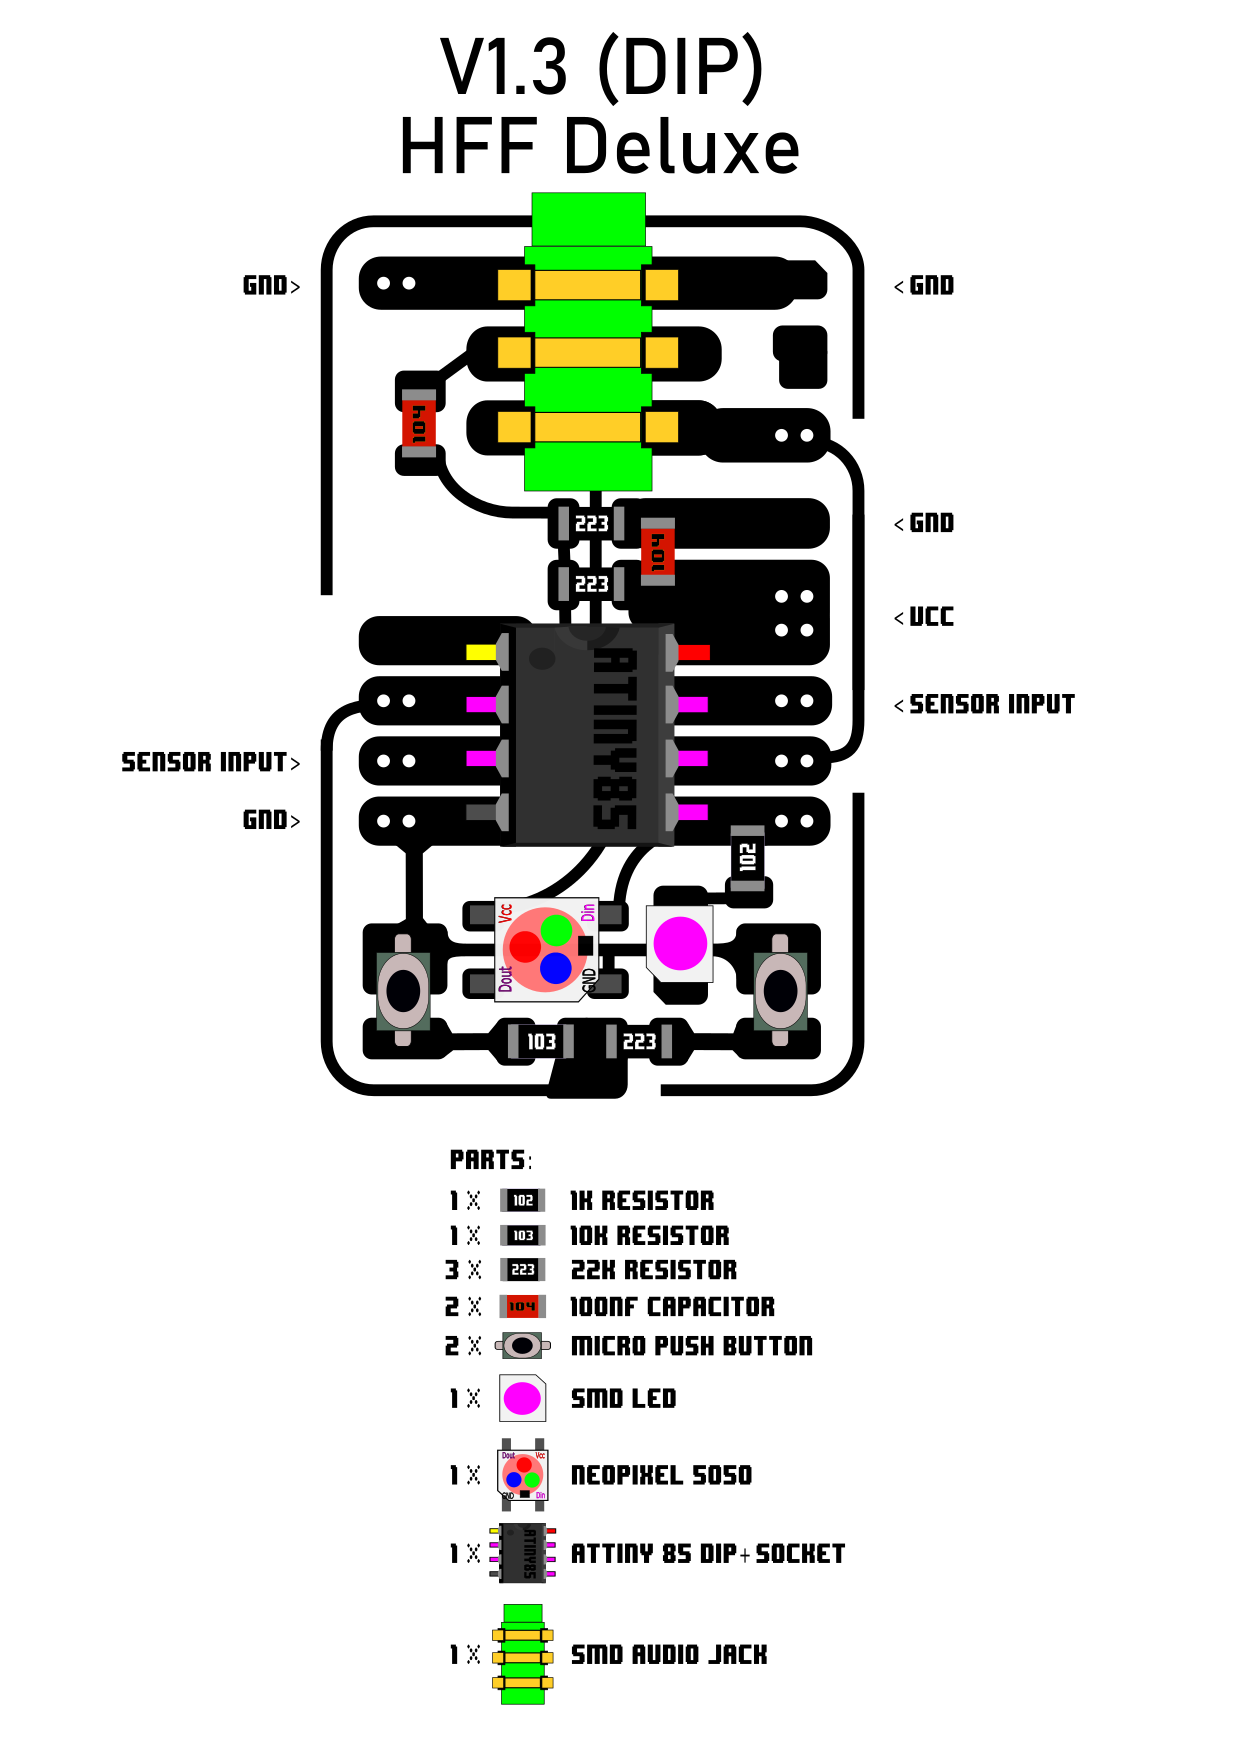 V1.3 (DIP)
HFF Deluxe
GND>
<GND
104
223
<GND
104
223
<VCC
ATINY85
<SENSOR INPUT
SENSOR INPUT>
GND>
102
Vcc
Din
Dout
GND
103
223
PARTS:
1 X 102 1K RESISTOR
1 X 103 10K RESISTOR
3 X 223 22K RESISTOR
2 X 104 100NF CAPACITOR
2 X MICRO PUSH BUTTON
1 X SMD LED
Dout Vcc
1 X NEOPIXEL 5050
GND Din
1 X ATINY85 ATTINY 85 DIP+SOCKET
1 X SMD AUDIO JACK